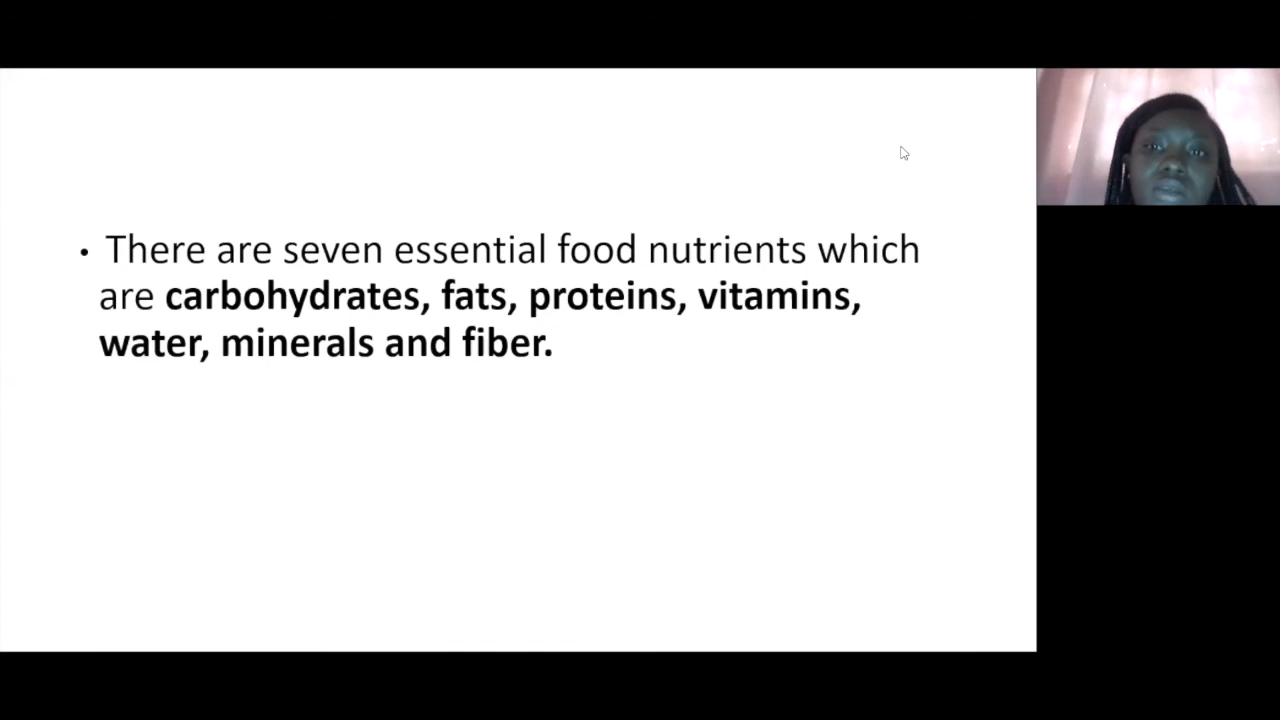 • There are seven essential food nutrients which
are carbohydrates, fats, proteins, vitamins,
water, minerals and fiber.